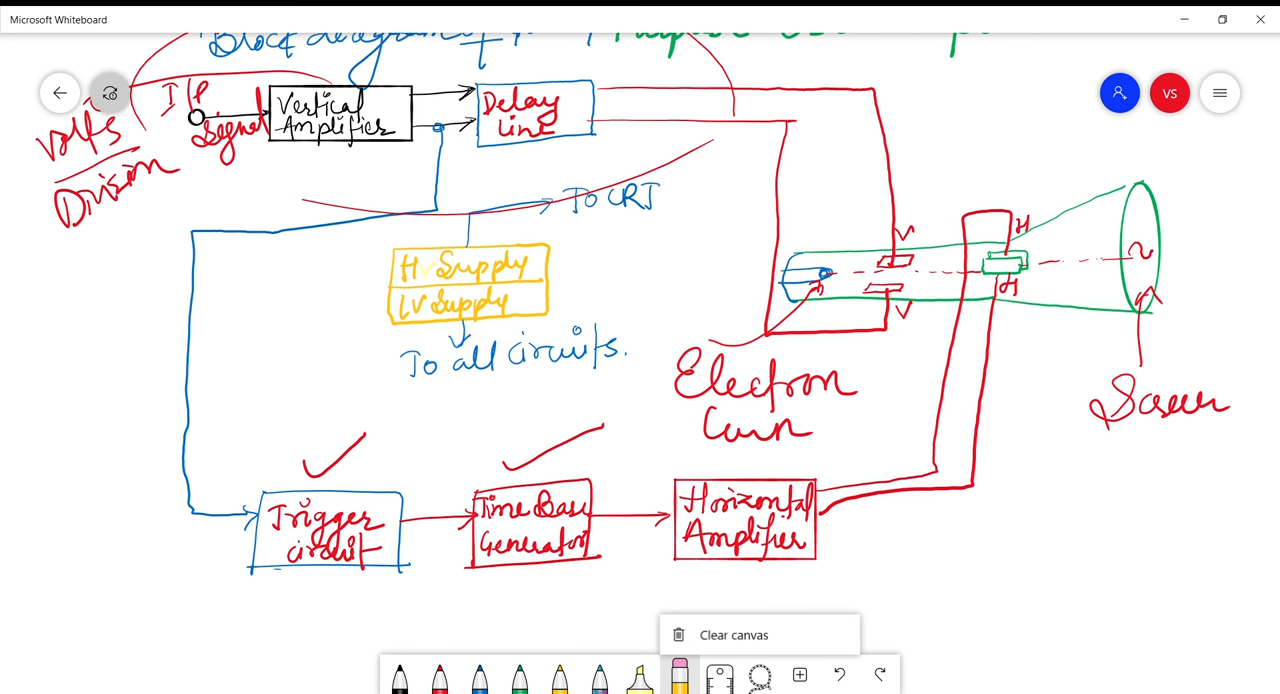 Microsoft Whiteboard
Block diagram of
I/P
Signal
Vertical
Amplifier
Delay
Line
VS
Volts
Division
To CRT
HV Supply
LV Supply
To all circuits.
V
V
H
H
Electron
Gun
Screen
Trigger
Circuit
Time Base
Generator
Horizontal
Amplifier
Clear canvas